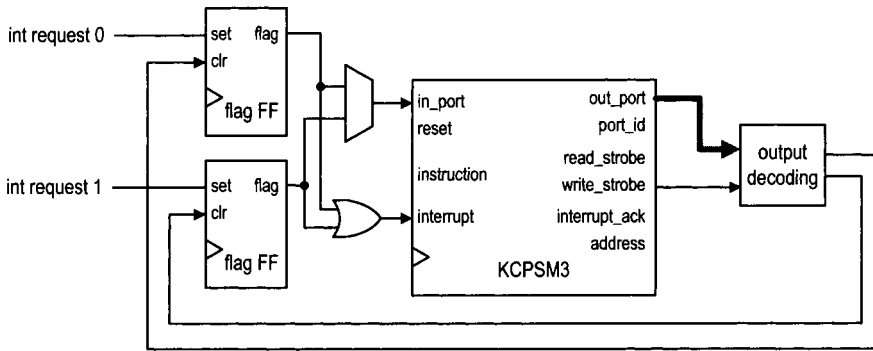 int request 0
set
flag
clr
flag FF
int request 1
set
flag
clr
flag FF
in_port
reset
instruction
interrupt
out_port
port_id
read_strobe
write_strobe
interrupt_ack
address
KCPSM3
output
decoding